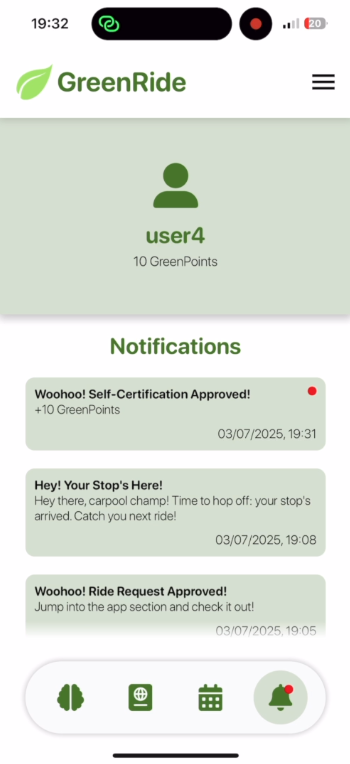 19:32
20
GreenRide
user4
10 GreenPoints
Notifications
Woohoo! Self-Certification Approved!
+10 GreenPoints
03/07/2025, 19:31
Hey! Your Stop's Here!
Hey there, carpool champ! Time to hop off: your stop's
arrived. Catch you next ride!
03/07/2025, 19:08
Woohoo! Ride Request Approved!
Jump into the app section and check it out!
03/07/2025, 19:05